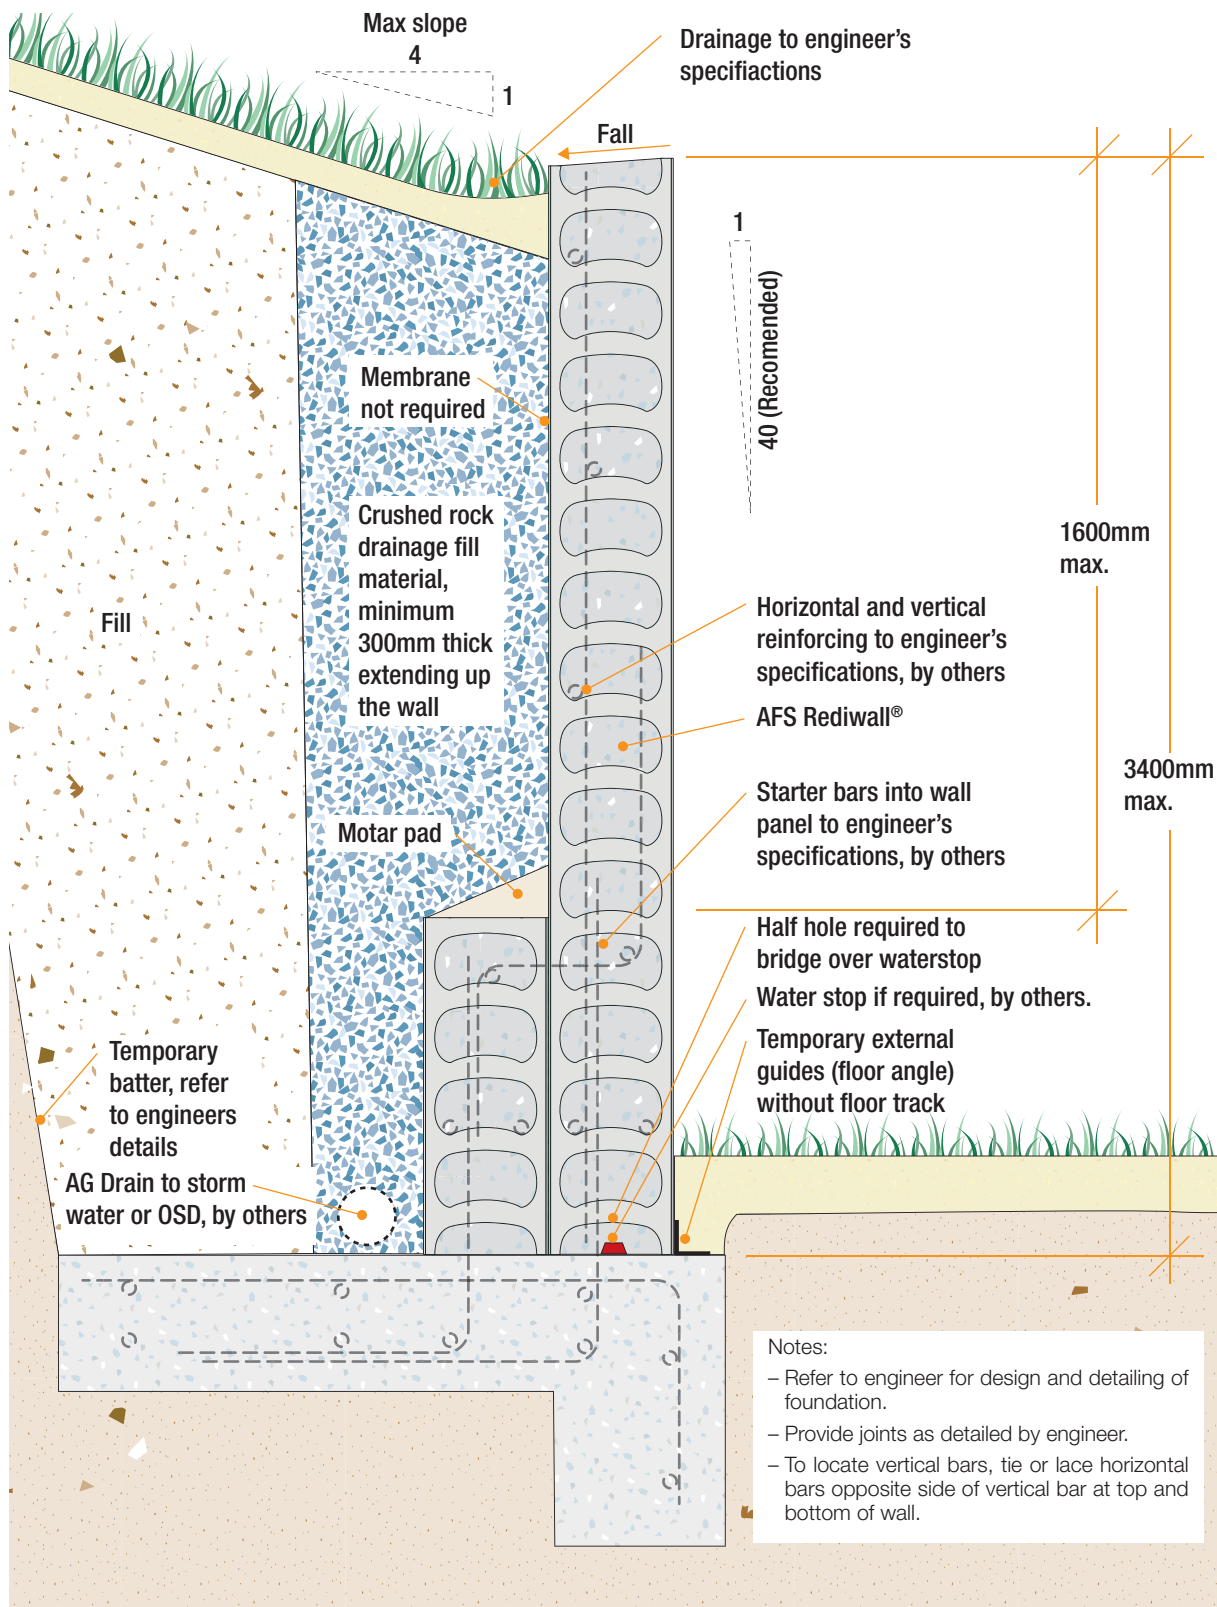 Max slope
4
1
Drainage to engineer’s
specifiactions
Fall
1
40 (Recomended)
Membrane
not required
Crushed rock
drainage fill
material,
minimum
300mm thick
extending up
the wall
Fill
1600mm
max.
Horizontal and vertical
reinforcing to engineer’s
specifications, by others
AFS Rediwall®
3400mm
max.
Starter bars into wall
panel to engineer’s
specifications, by others
Motar pad
Half hole required to
bridge over waterstop
Water stop if required, by others.
Temporary external
guides (floor angle)
without floor track
Temporary
batter, refer
to engineers
details
AG Drain to storm
water or OSD, by others
Notes:
– Refer to engineer for design and detailing of
foundation.
– Provide joints as detailed by engineer.
– To locate vertical bars, tie or lace horizontal
bars opposite side of vertical bar at top and
bottom of wall.